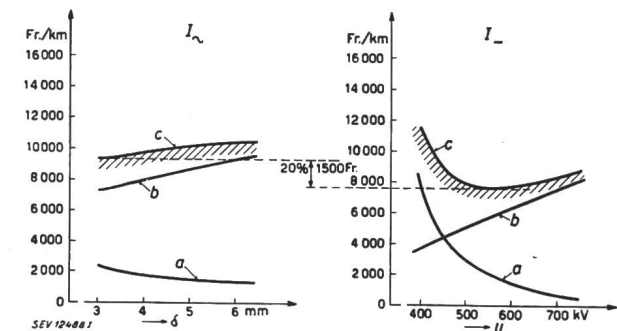 I~
Fr./km
16 000
14 000
12 000
10 000
8 000
6 000
4 000
2 000
0
c
b
a
3 4 5 6 mm
δ
SEV 12488 I
20% 1500 Fr.
I–
Fr./km
16 000
14 000
12 000
10 000
8 000
6 000
4 000
2 000
0
c
b
a
400 500 600 700 kV
u